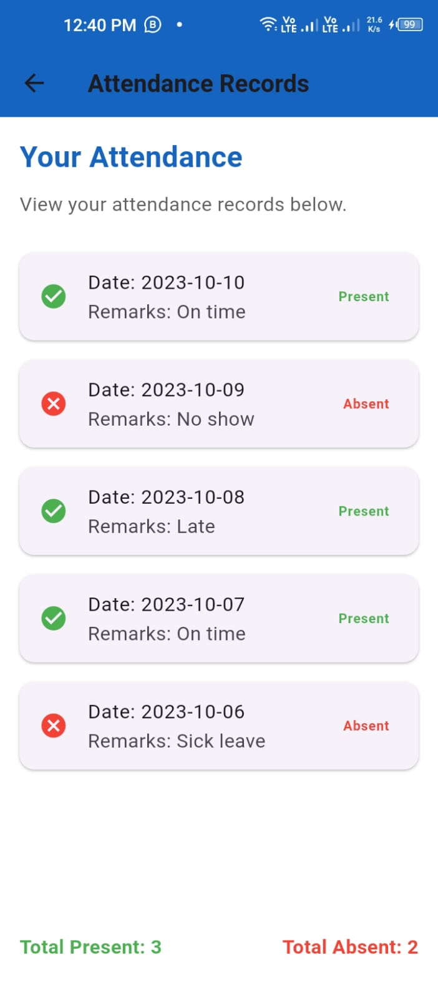 12:40 PM B
Vo LTE Vo LTE 21.6 K/s 99
Attendance Records
Your Attendance
View your attendance records below.
Date: 2023-10-10
Remarks: On time
Present
Date: 2023-10-09
Remarks: No show
Absent
Date: 2023-10-08
Remarks: Late
Present
Date: 2023-10-07
Remarks: On time
Present
Date: 2023-10-06
Remarks: Sick leave
Absent
Total Present: 3
Total Absent: 2